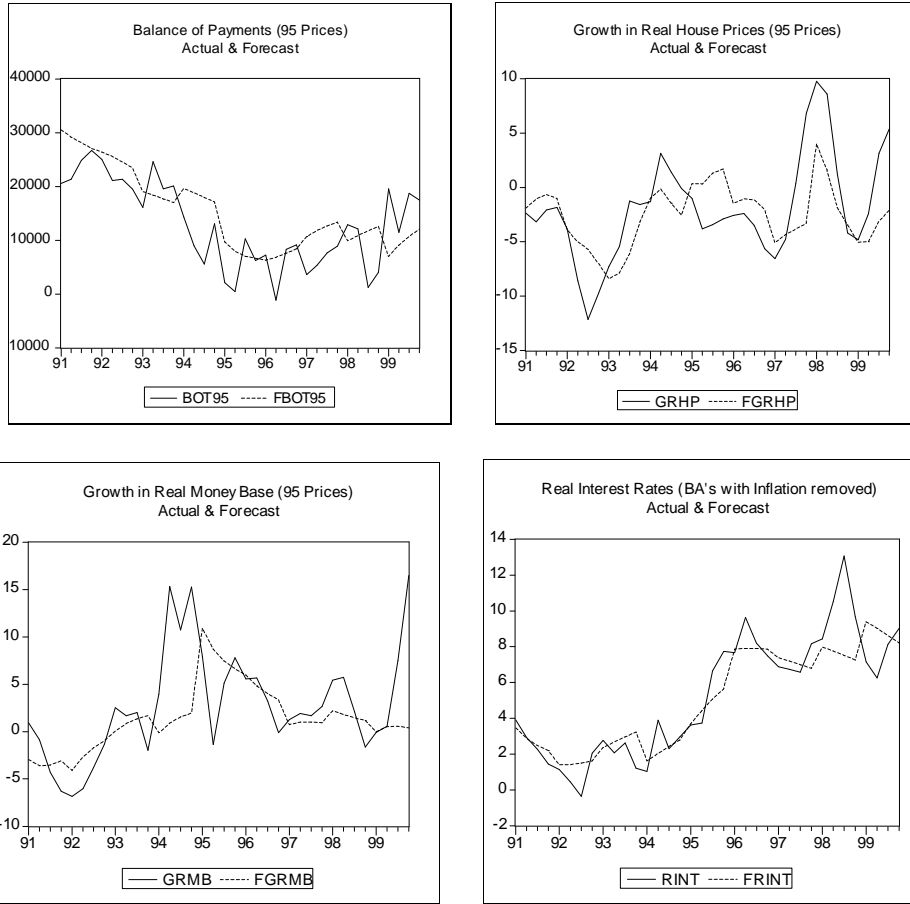 Balance of Payments (95 Prices)
Actual & Forecast
40000
30000
20000
10000
0
10000
91 92 93 94 95 96 97 98 99
BOT95 FBOT95
Growth in Real House Prices (95 Prices)
Actual & Forecast
10
5
0
-5
-10
-15
91 92 93 94 95 96 97 98 99
GRHP FGRHP
Growth in Real Money Base (95 Prices)
Actual & Forecast
20
15
10
5
0
-5
-10
91 92 93 94 95 96 97 98 99
GRMB FGRMB
Real Interest Rates (BA's with Inflation removed)
Actual & Forecast
14
12
10
8
6
4
2
0
-2
91 92 93 94 95 96 97 98 99
RINT FRINT